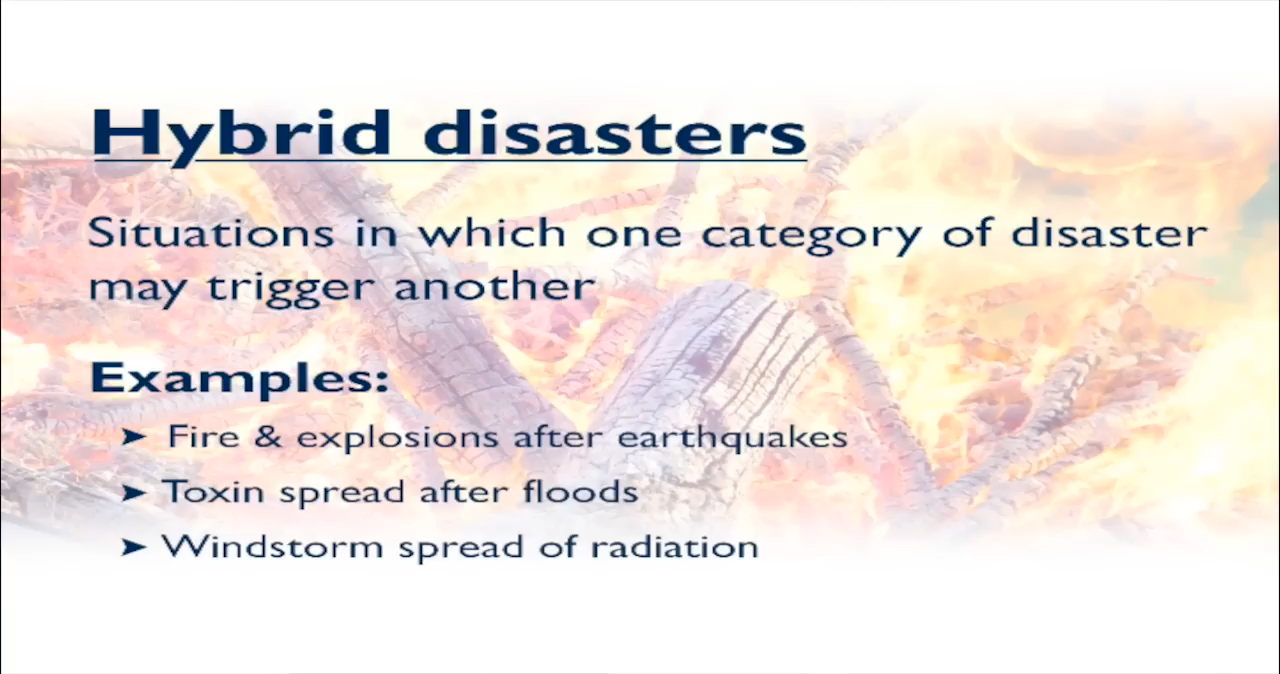 Hybrid disasters
Situations in which one category of disaster
may trigger another
Examples:
➤ Fire & explosions after earthquakes
➤ Toxin spread after floods
➤ Windstorm spread of radiation